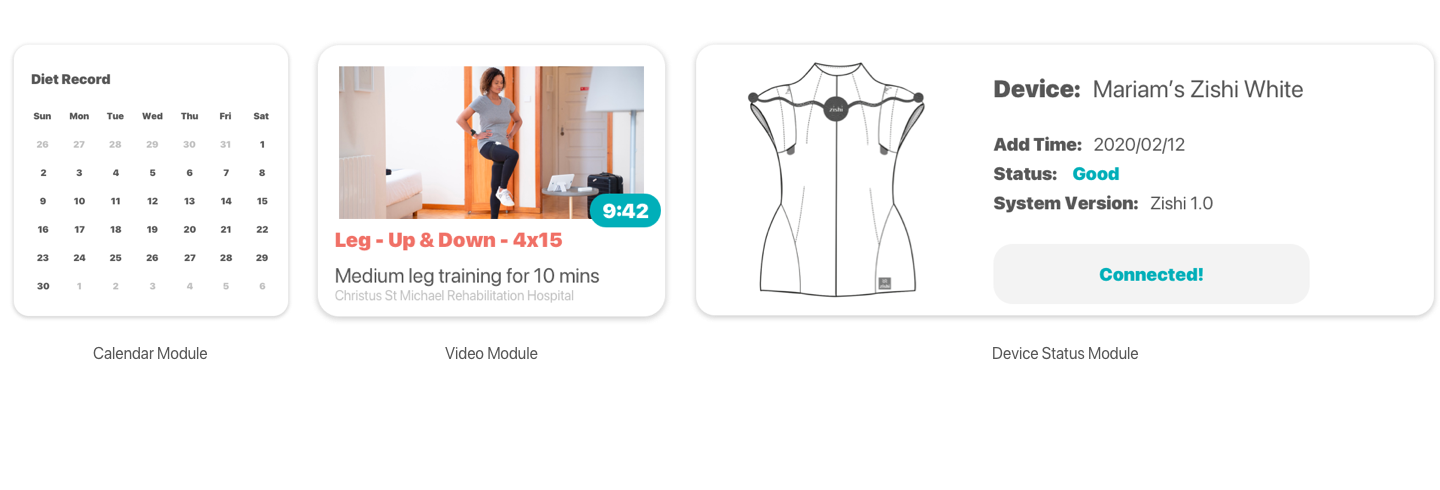 Diet Record
Sun Mon Tue Wed Thu Fri Sat
26 27 28 29 30 31 1
2 3 4 5 6 7 8
9 10 11 12 13 14 15
16 17 18 19 20 21 22
23 24 25 26 27 28 29
30 1 2 3 4 5 6
Calendar Module
9:42
Leg - Up & Down - 4x15
Medium leg training for 10 mins
Christus St Michael Rehabilitation Hospital
Video Module
zishi
Device: Mariam’s Zishi White
Add Time: 2020/02/12
Status: Good
System Version: Zishi 1.0
Connected!
Device Status Module